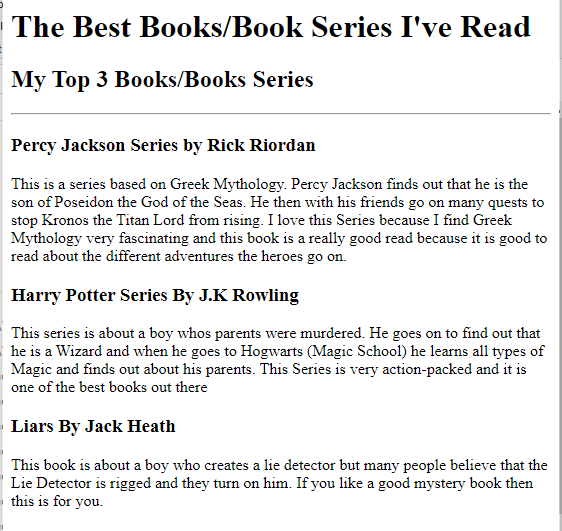 The Best Books/Book Series I've Read
My Top 3 Books/Books Series
Percy Jackson Series by Rick Riordan
This is a series based on Greek Mythology. Percy Jackson finds out that he is the
son of Poseidon the God of the Seas. He then with his friends go on many quests to
stop Kronos the Titan Lord from rising. I love this Series because I find Greek
Mythology very fascinating and this book is a really good read because it is good to
read about the different adventures the heroes go on.
Harry Potter Series By J.K Rowling
This series is about a boy whos parents were murdered. He goes on to find out that
he is a Wizard and when he goes to Hogwarts (Magic School) he learns all types of
Magic and finds out about his parents. This Series is very action-packed and it is
one of the best books out there
Liars By Jack Heath
This book is about a boy who creates a lie detector but many people believe that the
Lie Detector is rigged and they turn on him. If you like a good mystery book then
this is for you.